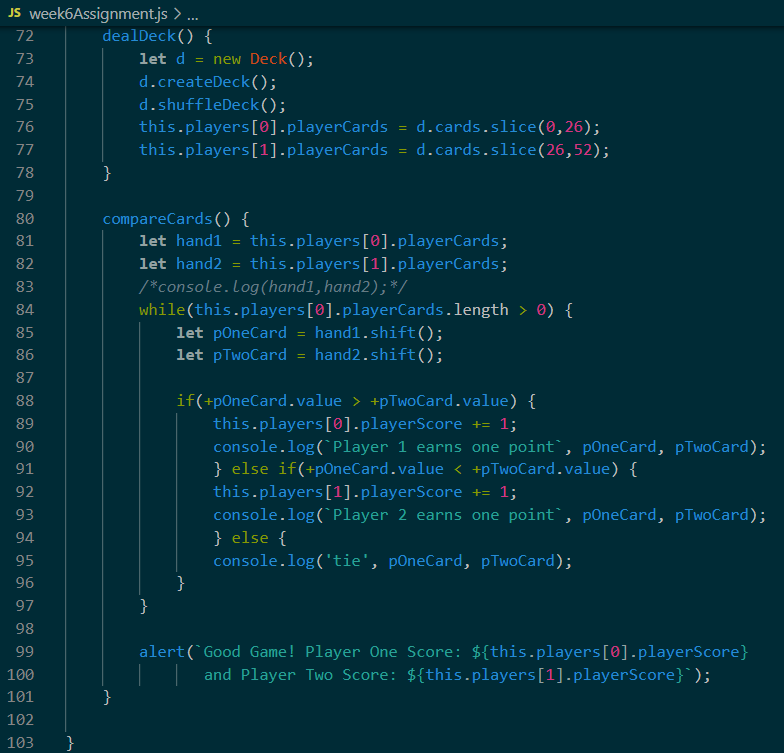 JS week6Assignment.js > ...
72 dealDeck() {
73 let d = new Deck();
74 d.createDeck();
75 d.shuffleDeck();
76 this.players[0].playerCards = d.cards.slice(0,26);
77 this.players[1].playerCards = d.cards.slice(26,52);
78 }
79
80 compareCards() {
81 let hand1 = this.players[0].playerCards;
82 let hand2 = this.players[1].playerCards;
83 /*console.log(hand1,hand2);*/
84 while(this.players[0].playerCards.length > 0) {
85 let pOneCard = hand1.shift();
86 let pTwoCard = hand2.shift();
87
88 if(+pOneCard.value > +pTwoCard.value) {
89 this.players[0].playerScore += 1;
90 console.log(`Player 1 earns one point`, pOneCard, pTwoCard);
91 } else if(+pOneCard.value < +pTwoCard.value) {
92 this.players[1].playerScore += 1;
93 console.log(`Player 2 earns one point`, pOneCard, pTwoCard);
94 } else {
95 console.log('tie', pOneCard, pTwoCard);
96 }
97 }
98
99 alert(`Good Game! Player One Score: ${this.players[0].playerScore}
100 and Player Two Score: ${this.players[1].playerScore}`);
101 }
102
103 }